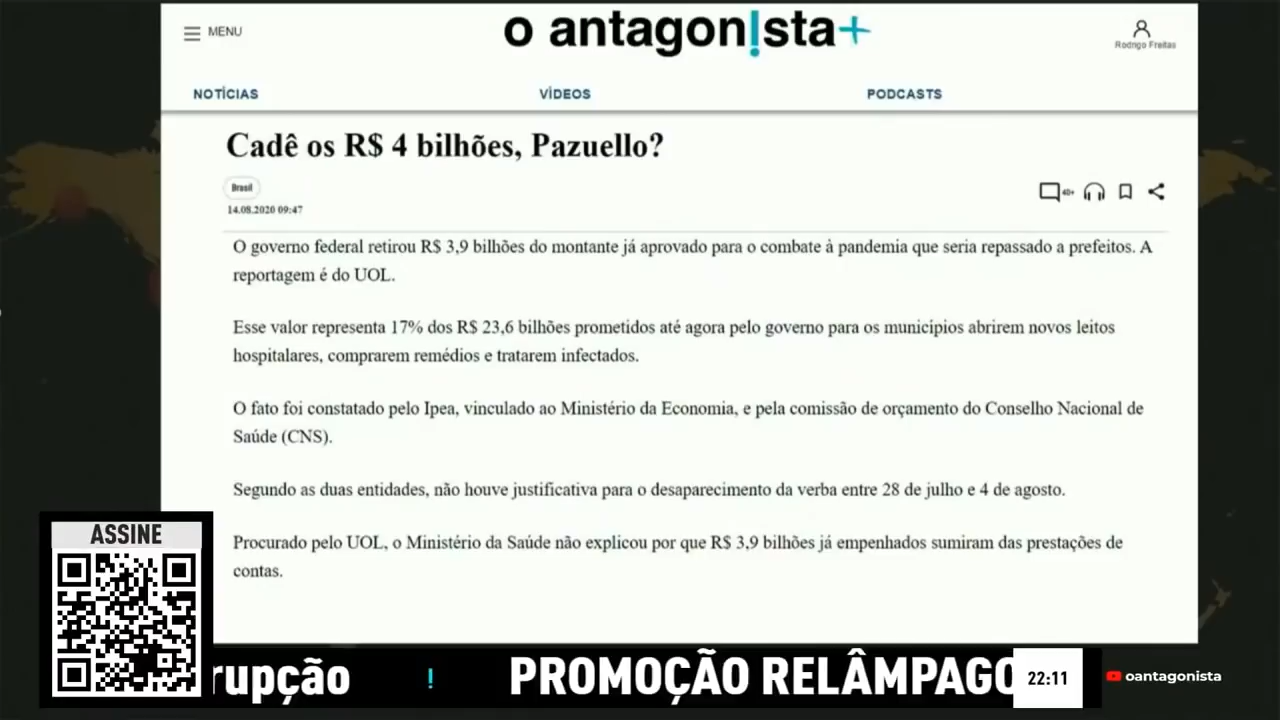 MENU
o antagon!sta+
Rodrigo Freitas
NOTÍCIAS
VÍDEOS
PODCASTS
Cadê os R$ 4 bilhões, Pazuello?
Brasil
40+
14.08.2020 09:47
O governo federal retirou R$ 3,9 bilhões do montante já aprovado para o combate à pandemia que seria repassado a prefeitos. A
reportagem é do UOL.
Esse valor representa 17% dos R$ 23,6 bilhões prometidos até agora pelo governo para os municípios abrirem novos leitos
hospitalares, comprarem remédios e tratarem infectados.
O fato foi constatado pelo Ipea, vinculado ao Ministério da Economia, e pela comissão de orçamento do Conselho Nacional de
Saúde (CNS).
Segundo as duas entidades, não houve justificativa para o desaparecimento da verba entre 28 de julho e 4 de agosto.
Procurado pelo UOL, o Ministério da Saúde não explicou por que R$ 3,9 bilhões já empenhados sumiram das prestações de
contas.
ASSINE
rupção ! PROMOÇÃO RELÂMPAGO
22:11
oantagonista